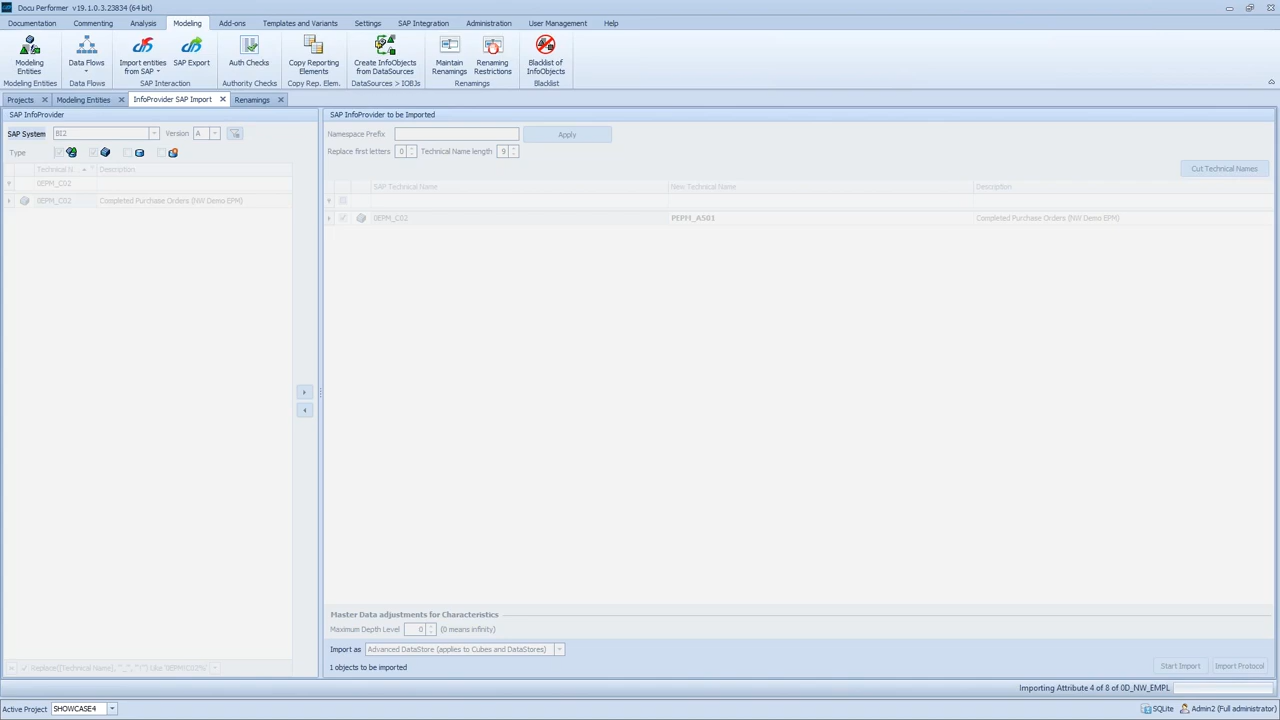 Docu Performer v19.1.0.3.23834 (64 bit)
Documentation Commenting Analysis Modeling Add-ons Templates and Variants Settings SAP Integration Administration User Management Help
Modeling Entities
Data Flows
Import entities from SAP
SAP Export
Auth Checks
Copy Reporting Elements
Create InfoObjects from DataSources
Maintain Renamings
Renaming Restrictions
Blacklist of InfoObjects
Modeling Entities Data Flows SAP Interaction Authority Checks Copy Rep. Elem. DataSources > IOBJs Renamings Blacklist
Projects Modeling Entities InfoProvider SAP Import Renamings
SAP InfoProvider
SAP System BI2 Version A
Type
Technical N... Description
0EPM_C02
0EPM_C02 Completed Purchase Orders (NW Demo EPM)
SAP InfoProvider to be Imported
Namespace Prefix Apply
Replace first letters 0 Technical Name length 9
Cut Technical Names
SAP Technical Name New Technical Name Description
0EPM_C02 PEPM_A501 Completed Purchase Orders (NW Demo EPM)
Master Data adjustments for Characteristics
Maximum Depth Level 0 (0 means infinity)
Import as Advanced DataStore (applies to Cubes and DataStores)
1 objects to be imported Start Import Import Protocol
Importing Attribute 4 of 8 of 0D_NW_EMPL
Active Project SHOWCASE4 SQLite Admin2 (Full administrator)